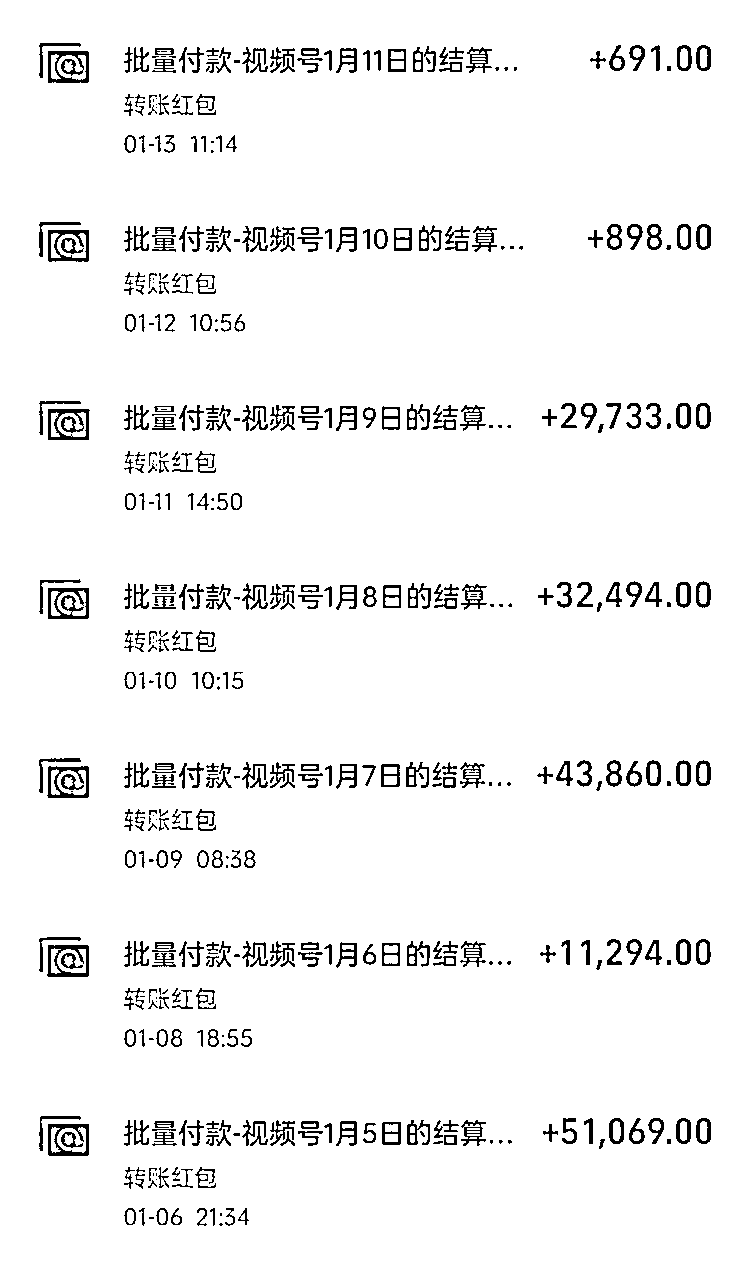 批量付款-视频号1月11日的结算... +691.00
转账红包
01-13 11:14
批量付款-视频号1月10日的结算... +898.00
转账红包
01-12 10:56
批量付款-视频号1月9日的结算... +29,733.00
转账红包
01-11 14:50
批量付款-视频号1月8日的结算... +32,494.00
转账红包
01-10 10:15
批量付款-视频号1月7日的结算... +43,860.00
转账红包
01-09 08:38
批量付款-视频号1月6日的结算... +11,294.00
转账红包
01-08 18:55
批量付款-视频号1月5日的结算... +51,069.00
转账红包
01-06 21:34